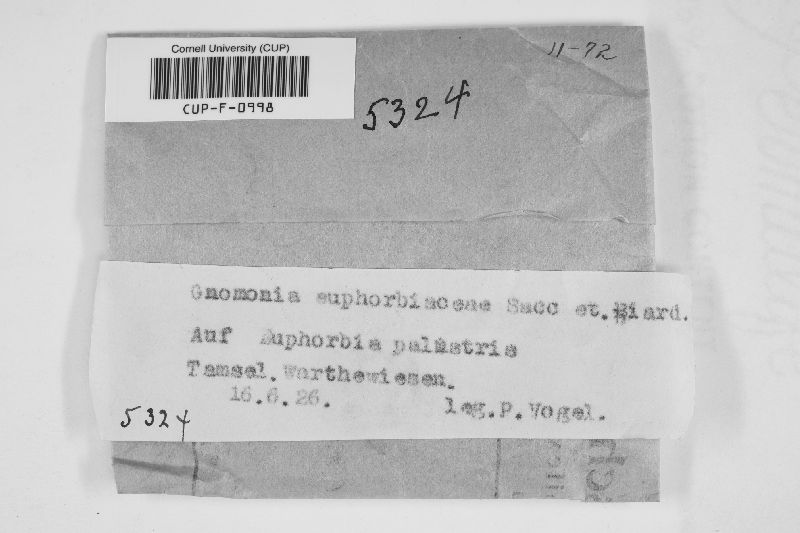 Cornell University (CUP)
CUP-F-0998
11-72
5324
Gnomonia euphorbiaceae Sacc et. Biard.
Auf Euphorbia palustris
Tamsel. Warthewiesen.
16.6.26. leg. P. Vogel.
5324